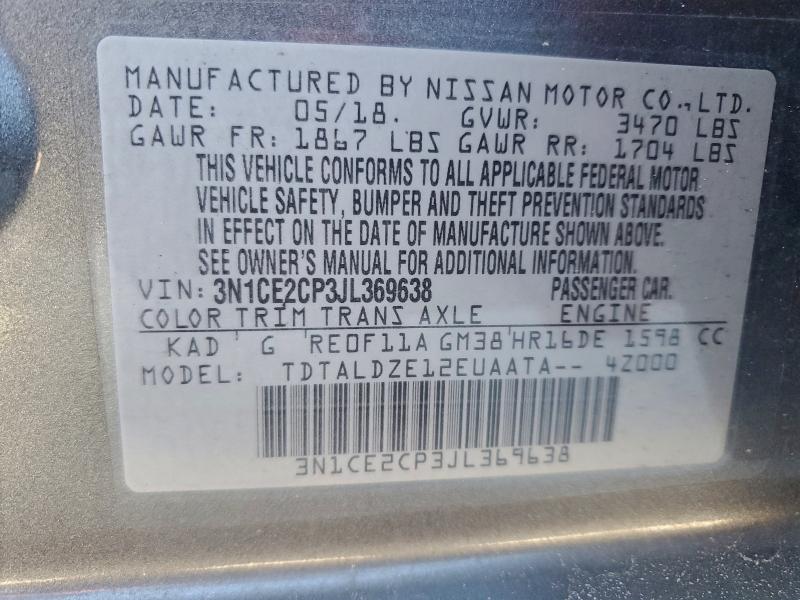 MANUFACTURED BY NISSAN MOTOR CO.,LTD.
DATE: 05/18. GVWR: 3470 LBS
GAWR FR: 1867 LBS GAWR RR: 1704 LBS
THIS VEHICLE CONFORMS TO ALL APPLICABLE FEDERAL MOTOR
VEHICLE SAFETY, BUMPER AND THEFT PREVENTION STANDARDS
IN EFFECT ON THE DATE OF MANUFACTURE SHOWN ABOVE.
SEE OWNER'S MANUAL FOR ADDITIONAL INFORMATION.
VIN: 3N1CE2CP3JL369638 PASSENGER CAR.
COLOR TRIM TRANS AXLE ENGINE
KAD G RE0F11A GM38 HR16DE 1598 CC
MODEL: TDTALDZE12EUAATA-- 4Z000
3N1CE2CP3JL369638